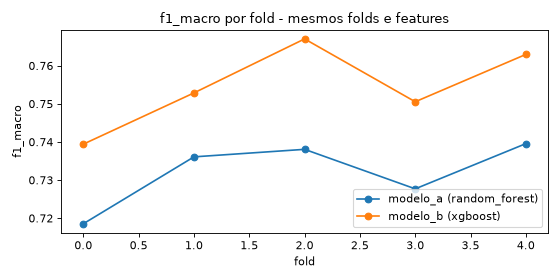 f1_macro por fold - mesmos folds e features
f1_macro
0.76
0.75
0.74
0.73
0.72
modelo_a (random_forest)
modelo_b (xgboost)
0.0 0.5 1.0 1.5 2.0 2.5 3.0 3.5 4.0
fold